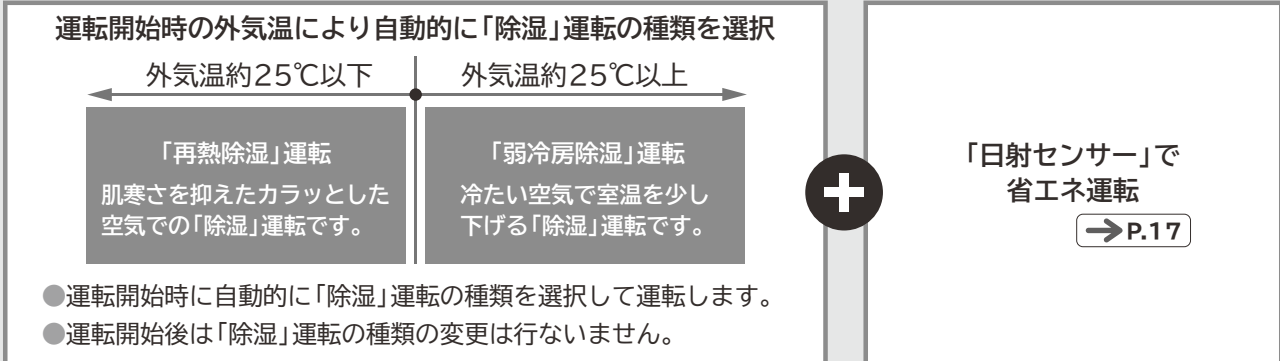 運転開始時の外気温により自動的に「除湿」運転の種類を選択
外気温約25℃以下
外気温約25℃以上
「再熱除湿」運転
肌寒さを抑えたカラッとした
空気での「除湿」運転です。
「弱冷房除湿」運転
冷たい空気で室温を少し
下げる「除湿」運転です。
●運転開始時に自動的に「除湿」運転の種類を選択して運転します。
●運転開始後は「除湿」運転の種類の変更は行ないません。
+
「日射センサー」で
省エネ運転
→P.17